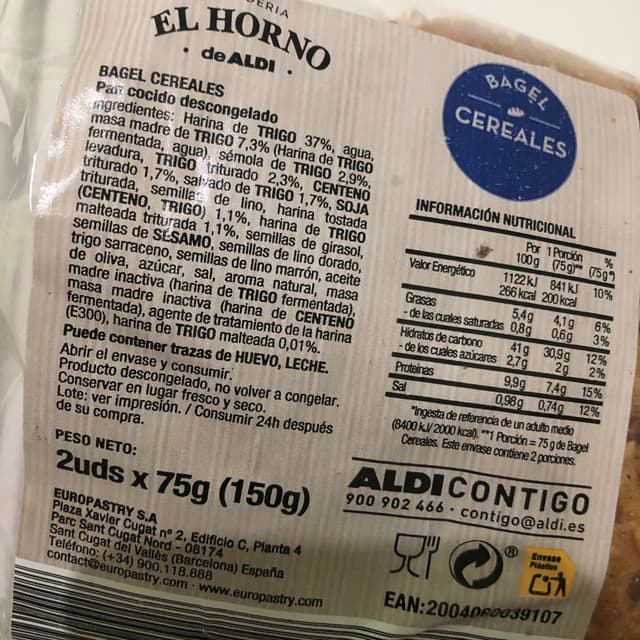 DERIA
EL HORNO
• de ALDI •
BAGEL CEREALES
Pan cocido descongelado
Ingredientes: Harina de TRIGO 37%, agua,
masa madre de TRIGO 7,3% (Harina de TRIGO
fermentada, agua), sémola de TRIGO 2,9%,
levadura, TRIGO triturado 2,3%, CENTENO
triturado 1,7%, salvado de TRIGO 1,7%, SOJA
triturada, semillas de lino, harina tostada
(CENTENO, TRIGO) 1,1%, harina de TRIGO
malteada triturada 1,1%, semillas de girasol,
semillas de SÉSAMO, semillas de lino dorado,
trigo sarraceno, semillas de lino marrón, aceite
de oliva, azúcar, sal, aroma natural, masa
madre inactiva (harina de TRIGO fermentada),
masa madre inactiva (harina de CENTENO
fermentada), agente de tratamiento de la harina
(E300), harina de TRIGO malteada 0,01%.
Puede contener trazas de HUEVO, LECHE.
Abrir el envase y consumir.
Producto descongelado, no volver a congelar.
Conservar en lugar fresco y seco.
Lote: ver impresión. / Consumir 24h después
de su compra.
PESO NETO:
2uds x 75g (150g)
EUROPASTRY S.A
Plaza Xavier Cugat nº 2, Edificio C, Planta 4
Parc Sant Cugat Nord - 08174
Sant Cugat del Vallès (Barcelona) España
Teléfono: (+34) 900.118.888
contact@europastry.com · www.europastry.com
BAGEL
CEREALES
INFORMACIÓN NUTRICIONAL
Por 1 Porción %
100g (75g)** (75g*)
Valor Energético 1122 kJ 841 kJ 10%
266 kcal 200 kcal
Grasas 5,4g 4,1g 6%
- de las cuales saturadas 0,8g 0,6g 3%
Hidratos de carbono 41g 30,9g 12%
- de los cuales azúcares 2,7g 2g 2%
Proteínas 9,9g 7,4g 15%
Sal 0,98g 0,74g 12%
*Ingesta de referencia de un adulto medio
(8400 kJ/ 2000 kcal). **1 Porción = 75 g de Bagel
Cereales. Este envase contiene 2 porciones.
ALDI CONTIGO
900 902 466 · contigo@aldi.es
®
Envase
Plástico
EAN: